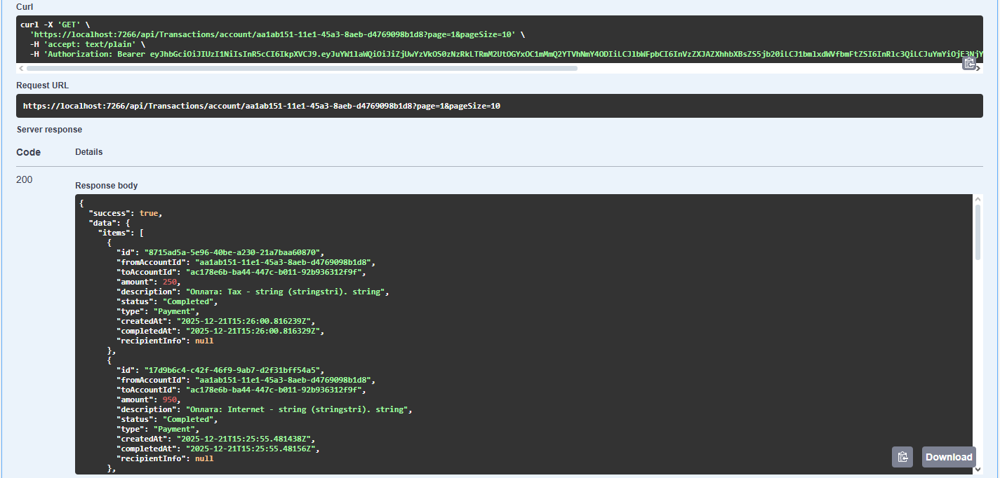 Curl
curl -X 'GET' \
'https://localhost:7266/api/Transactions/account/aa1ab151-11e1-45a3-8aeb-d4769098b1d8?page=1&pageSize=10' \
-H 'accept: text/plain' \
-H 'Authorization: Bearer eyJhbGciOiJIUzI1NiIsInR5cCI6IkpXVCJ9.eyJuYW1laWQiOiJiZjUwYzVkOS0zNzRkLTRmM2UtOGYxOC1mMmQ2YTVhNmY4ODIiLCJlbWFpbCI6InVzZXJAZXhhbXBsZS5jb20iLCJ1bmlxdWVfbmFtZSI6InRlc3QiLCJuYmYiOjE3NjY
Request URL
https://localhost:7266/api/Transactions/account/aa1ab151-11e1-45a3-8aeb-d4769098b1d8?page=1&pageSize=10
Server response
Code Details
200
Response body
{
"success": true,
"data": {
"items": [
{
"id": "8715ad5a-5e96-40be-a230-21a7baa60870",
"fromAccountId": "aa1ab151-11e1-45a3-8aeb-d4769098b1d8",
"toAccountId": "ac178e6b-ba44-447c-b011-92b936312f9f",
"amount": 250,
"description": "Оплата: Tax - string (stringstri). string",
"status": "Completed",
"type": "Payment",
"createdAt": "2025-12-21T15:26:00.816239Z",
"completedAt": "2025-12-21T15:26:00.816329Z",
"recipientInfo": null
},
{
"id": "17d9b6c4-c42f-46f9-9ab7-d2f31bff54a5",
"fromAccountId": "aa1ab151-11e1-45a3-8aeb-d4769098b1d8",
"toAccountId": "ac178e6b-ba44-447c-b011-92b936312f9f",
"amount": 950,
"description": "Оплата: Internet - string (stringstri). string",
"status": "Completed",
"type": "Payment",
"createdAt": "2025-12-21T15:25:55.481438Z",
"completedAt": "2025-12-21T15:25:55.48156Z",
"recipientInfo": null
},
Download